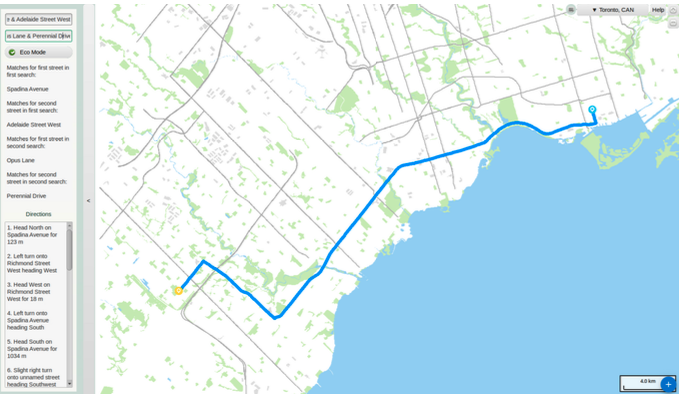 e & Adelaide Street West
us Lane & Perennial Drive
Eco Mode
Matches for first street in
first search:
Spadina Avenue
Matches for second
street in first search:
Adelaide Street West
Matches for first street in
second search:
Opus Lane
Matches for second
street in second search:
Perennial Drive
Directions
1. Head North on
Spadina Avenue for
123 m
2. Left turn onto
Richmond Street
West heading West
3. Head West on
Richmond Street
West for 18 m
4. Left turn onto
Spadina Avenue
heading South
5. Head South on
Spadina Avenue for
1034 m
6. Slight right turn
onto unnamed street
heading Southwest
<
▼ Toronto, CAN
Help
4.0 km
+